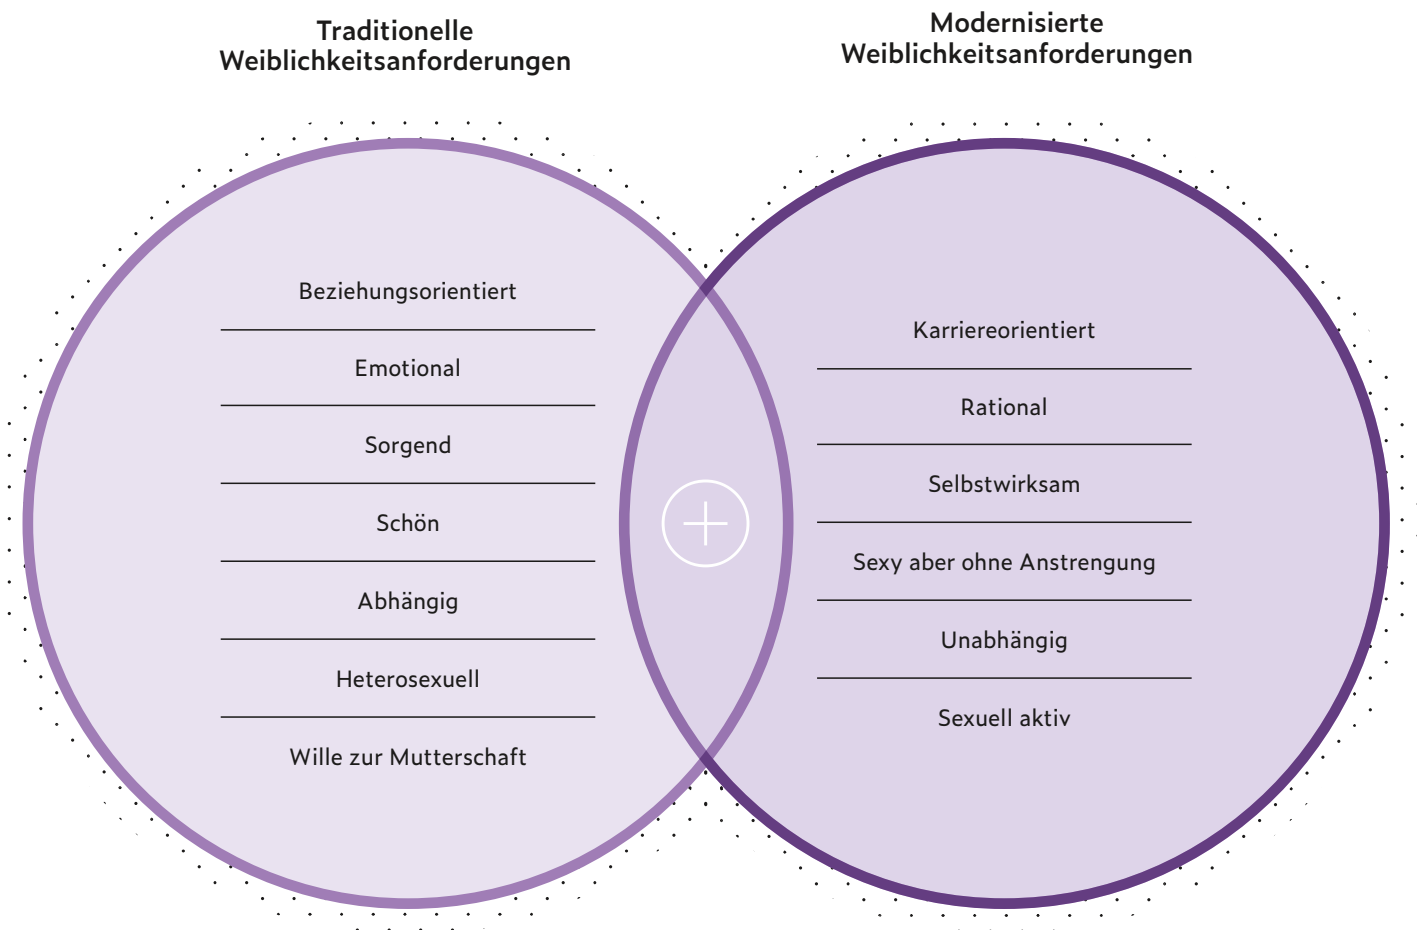 Traditionelle
Weiblichkeitsanforderungen
Beziehungsorientiert
Emotional
Sorgend
Schön
Abhängig
Heterosexuell
Wille zur Mutterschaft
Modernisierte
Weiblichkeitsanforderungen
Karriereorientiert
Rational
Selbstwirksam
Sexy aber ohne Anstrengung
Unabhängig
Sexuell aktiv